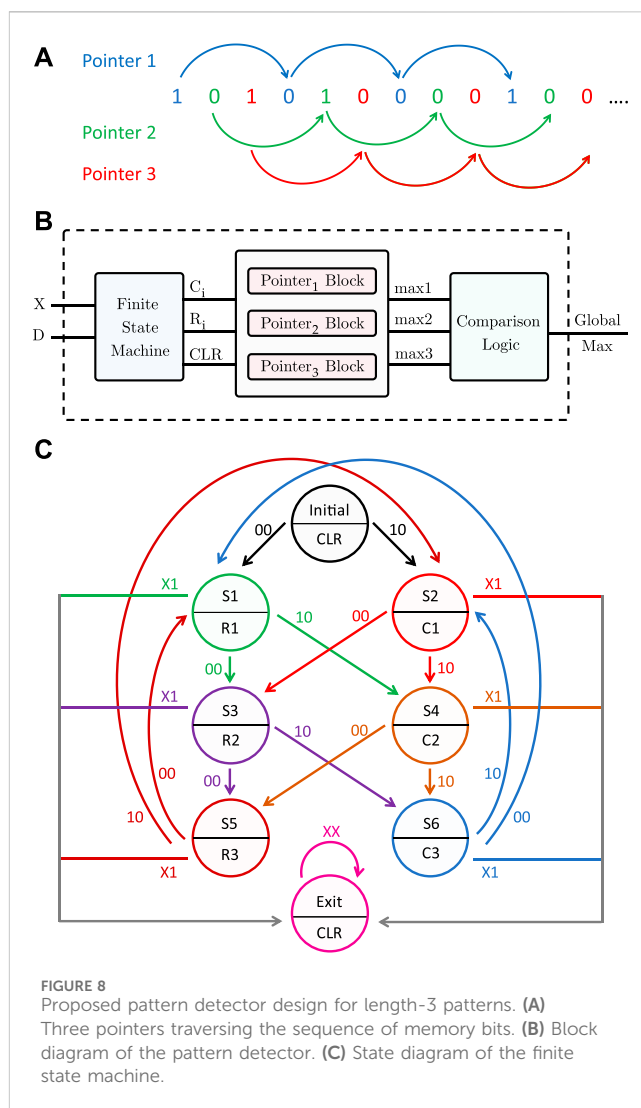 A
Pointer 1
1 0 1 0 1 0 0 0 0 1 0 0 ....
Pointer 2
Pointer 3
B
X
D
Finite
State
Machine
Ci
Ri
CLR
Pointer1 Block
Pointer2 Block
Pointer3 Block
max1
max2
max3
Comparison
Logic
Global
Max
C
Initial
CLR
00 10
X1 S1 S2 X1
R1 C1
10 00
00 10
X1 S3 S4 X1
R2 C2
10 00
00 00 10 10
10 00
S5 S6
X1 R3 C3 X1
XX
Exit
CLR
FIGURE 8
Proposed pattern detector design for length-3 patterns. (A)
Three pointers traversing the sequence of memory bits. (B) Block
diagram of the pattern detector. (C) State diagram of the finite
state machine.